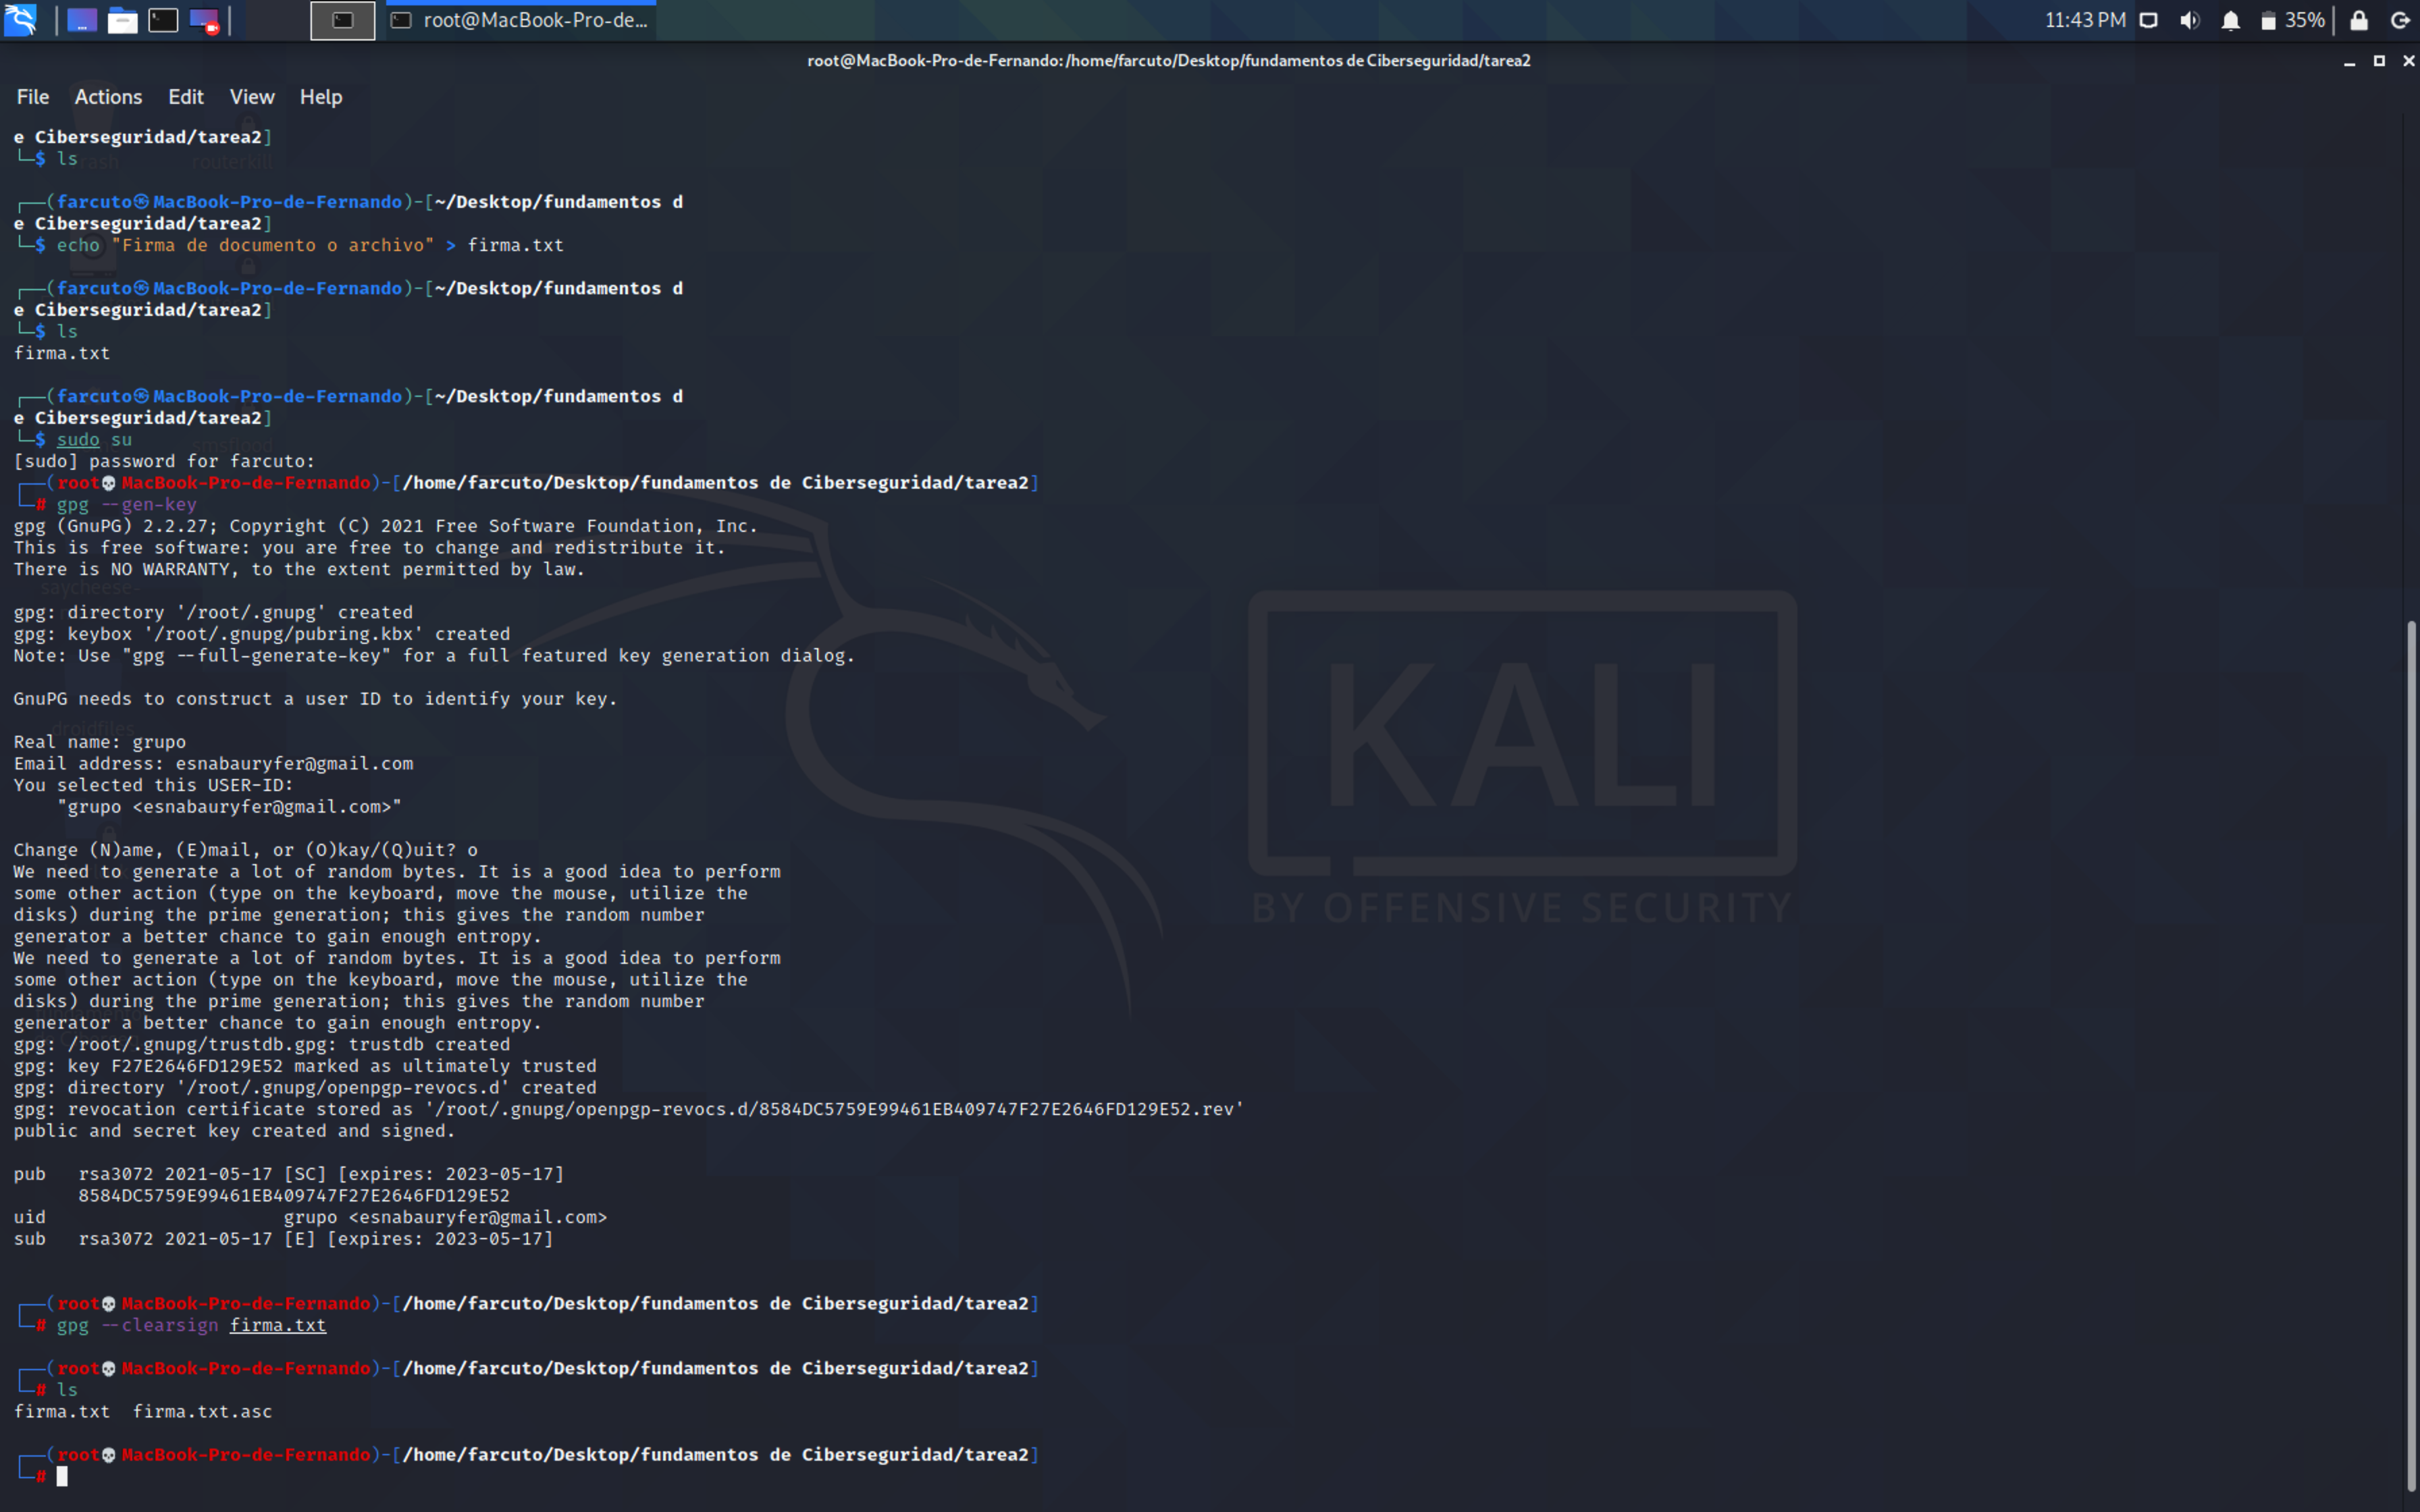 root@MacBook-Pro-de...
11:43 PM
35%
root@MacBook-Pro-de-Fernando: /home/farcuto/Desktop/fundamentos de Ciberseguridad/tarea2
File Actions Edit View Help
e Ciberseguridad/tarea2]
└─$ ls
routerkill
┌──(farcuto㉿MacBook-Pro-de-Fernando)-[~/Desktop/fundamentos d
e Ciberseguridad/tarea2]
└─$ echo "Firma de documento o archivo" > firma.txt
┌──(farcuto㉿MacBook-Pro-de-Fernando)-[~/Desktop/fundamentos d
e Ciberseguridad/tarea2]
└─$ ls
firma.txt
┌──(farcuto㉿MacBook-Pro-de-Fernando)-[~/Desktop/fundamentos d
e Ciberseguridad/tarea2]
└─$ sudo su
[sudo] password for farcuto:
┌──(root💀MacBook-Pro-de-Fernando)-[/home/farcuto/Desktop/fundamentos de Ciberseguridad/tarea2]
└─# gpg --gen-key
gpg (GnuPG) 2.2.27; Copyright (C) 2021 Free Software Foundation, Inc.
This is free software: you are free to change and redistribute it.
There is NO WARRANTY, to the extent permitted by law.
saycheese-
gpg: directory '/root/.gnupg' created
gpg: keybox '/root/.gnupg/pubring.kbx' created
Note: Use "gpg --full-generate-key" for a full featured key generation dialog.
GnuPG needs to construct a user ID to identify your key.
droidfiles
Real name: grupo
Email address: esnabauryfer@gmail.com
You selected this USER-ID:
"grupo <esnabauryfer@gmail.com>"
Change (N)ame, (E)mail, or (O)kay/(Q)uit? o
We need to generate a lot of random bytes. It is a good idea to perform
some other action (type on the keyboard, move the mouse, utilize the
disks) during the prime generation; this gives the random number
generator a better chance to gain enough entropy.
We need to generate a lot of random bytes. It is a good idea to perform
some other action (type on the keyboard, move the mouse, utilize the
disks) during the prime generation; this gives the random number
generator a better chance to gain enough entropy.
gpg: /root/.gnupg/trustdb.gpg: trustdb created
gpg: key F27E2646FD129E52 marked as ultimately trusted
gpg: directory '/root/.gnupg/openpgp-revocs.d' created
gpg: revocation certificate stored as '/root/.gnupg/openpgp-revocs.d/8584DC5759E99461EB409747F27E2646FD129E52.rev'
public and secret key created and signed.
pub rsa3072 2021-05-17 [SC] [expires: 2023-05-17]
8584DC5759E99461EB409747F27E2646FD129E52
uid grupo <esnabauryfer@gmail.com>
sub rsa3072 2021-05-17 [E] [expires: 2023-05-17]
┌──(root💀MacBook-Pro-de-Fernando)-[/home/farcuto/Desktop/fundamentos de Ciberseguridad/tarea2]
└─# gpg --clearsign firma.txt
┌──(root💀MacBook-Pro-de-Fernando)-[/home/farcuto/Desktop/fundamentos de Ciberseguridad/tarea2]
└─# ls
firma.txt firma.txt.asc
┌──(root💀MacBook-Pro-de-Fernando)-[/home/farcuto/Desktop/fundamentos de Ciberseguridad/tarea2]
└─#
KALI
BY OFFENSIVE SECURITY